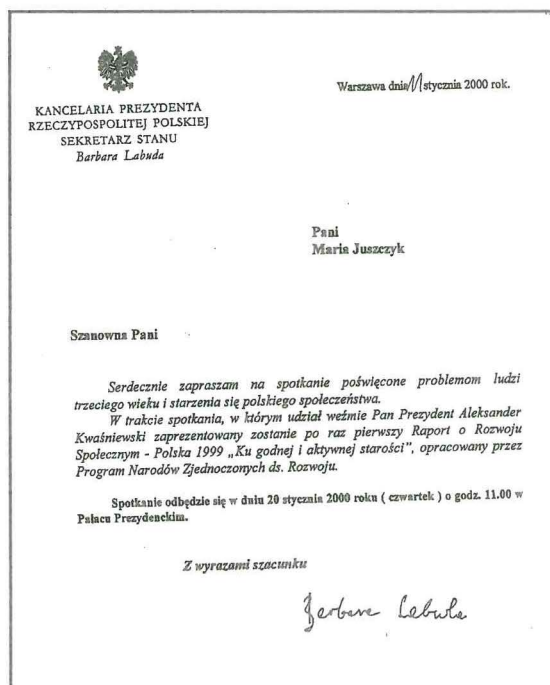 Warszawa dnia 11 stycznia 2000 rok.
KANCELARIA PREZYDENTA
RZECZYPOSPOLITEJ POLSKIEJ
SEKRETARZ STANU
Barbara Labuda
Pani
Maria Juszczyk
Szanowna Pani
Serdecznie zapraszam na spotkanie poświęcone problemom ludzi
trzeciego wieku i starzenia się polskiego społeczeństwa.
W trakcie spotkania, w którym udział weźmie Pan Prezydent Aleksander
Kwaśniewski zaprezentowany zostanie po raz pierwszy Raport o Rozwoju
Społecznym - Polska 1999 „Ku godnej i aktywnej starości”, opracowany przez
Program Narodów Zjednoczonych ds. Rozwoju.
Spotkanie odbędzie się w dniu 20 stycznia 2000 roku ( czwartek ) o godz. 11.00 w
Pałacu Prezydenckim.
Z wyrazami szacunku
Barbara Labuda